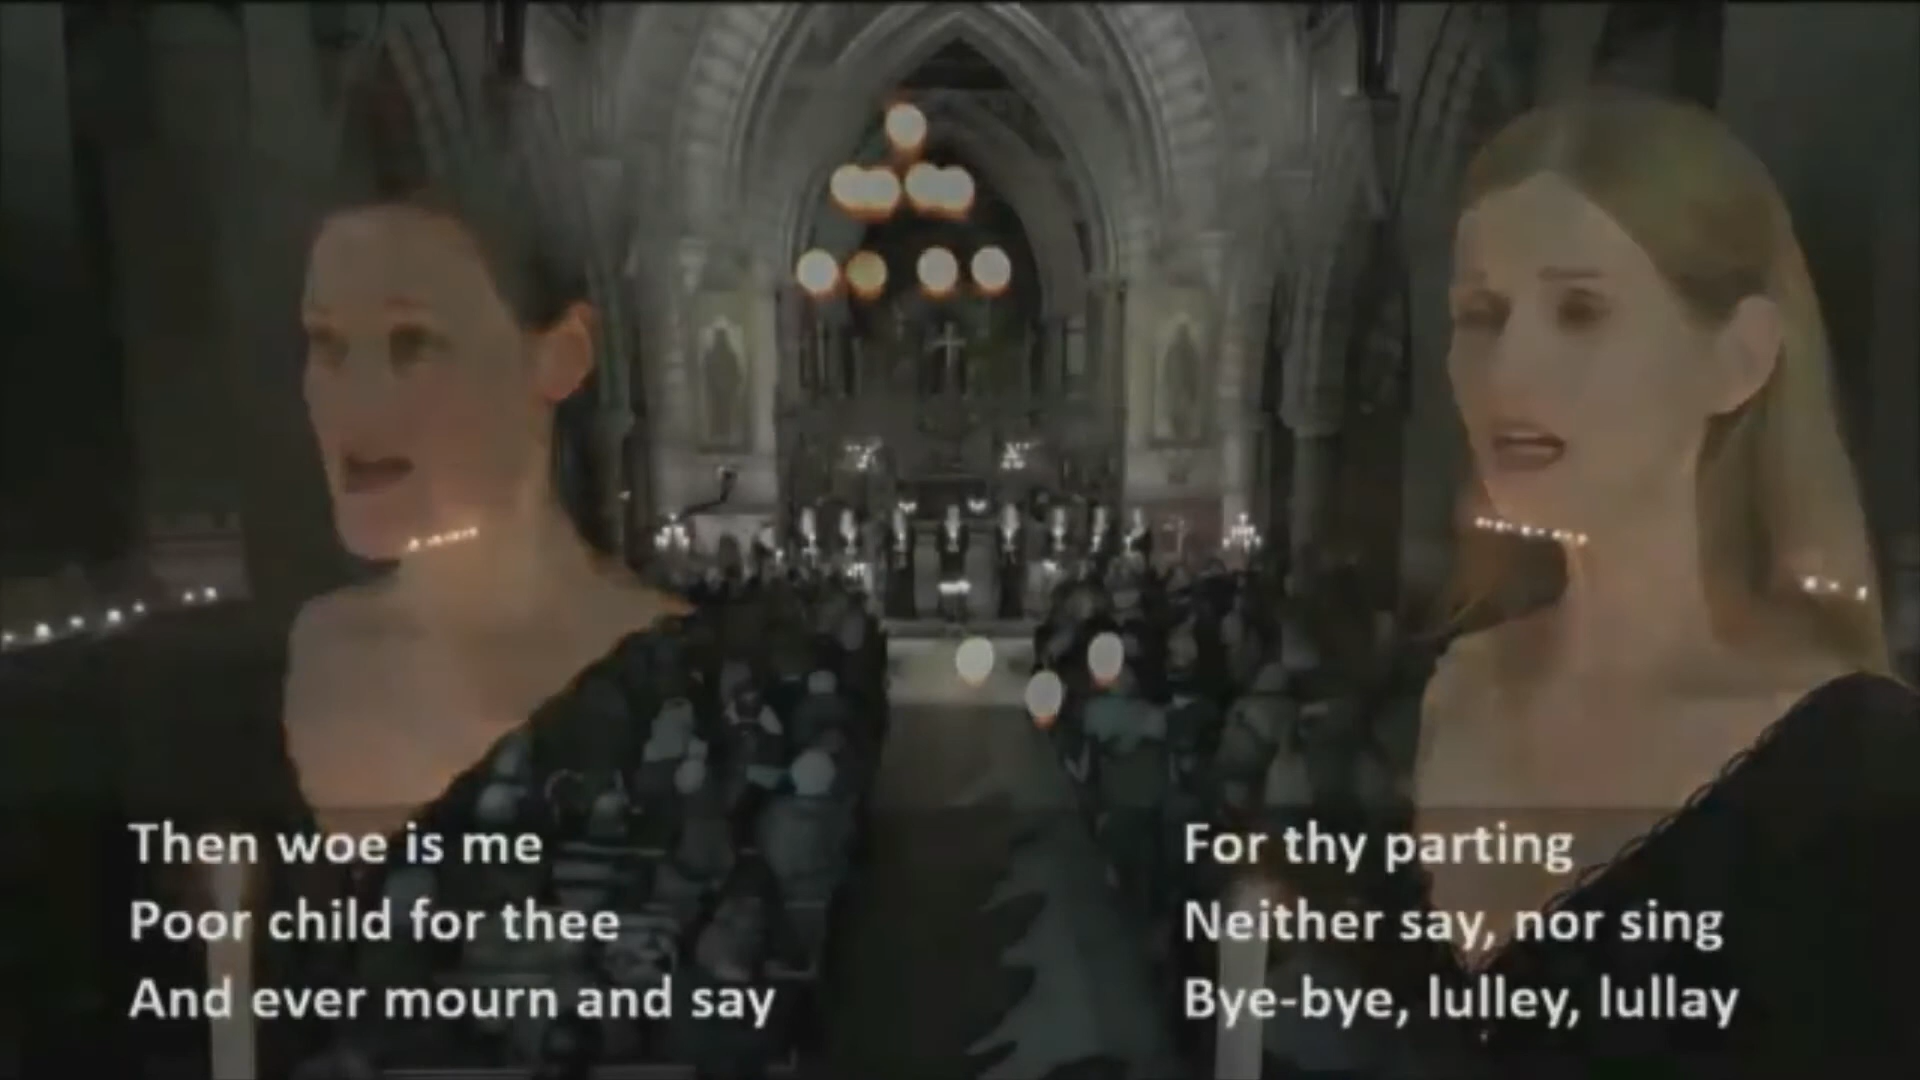 Then woe is me
Poor child for thee
And ever mourn and say
For thy parting
Neither say, nor sing
Bye-bye, lulley, lullay